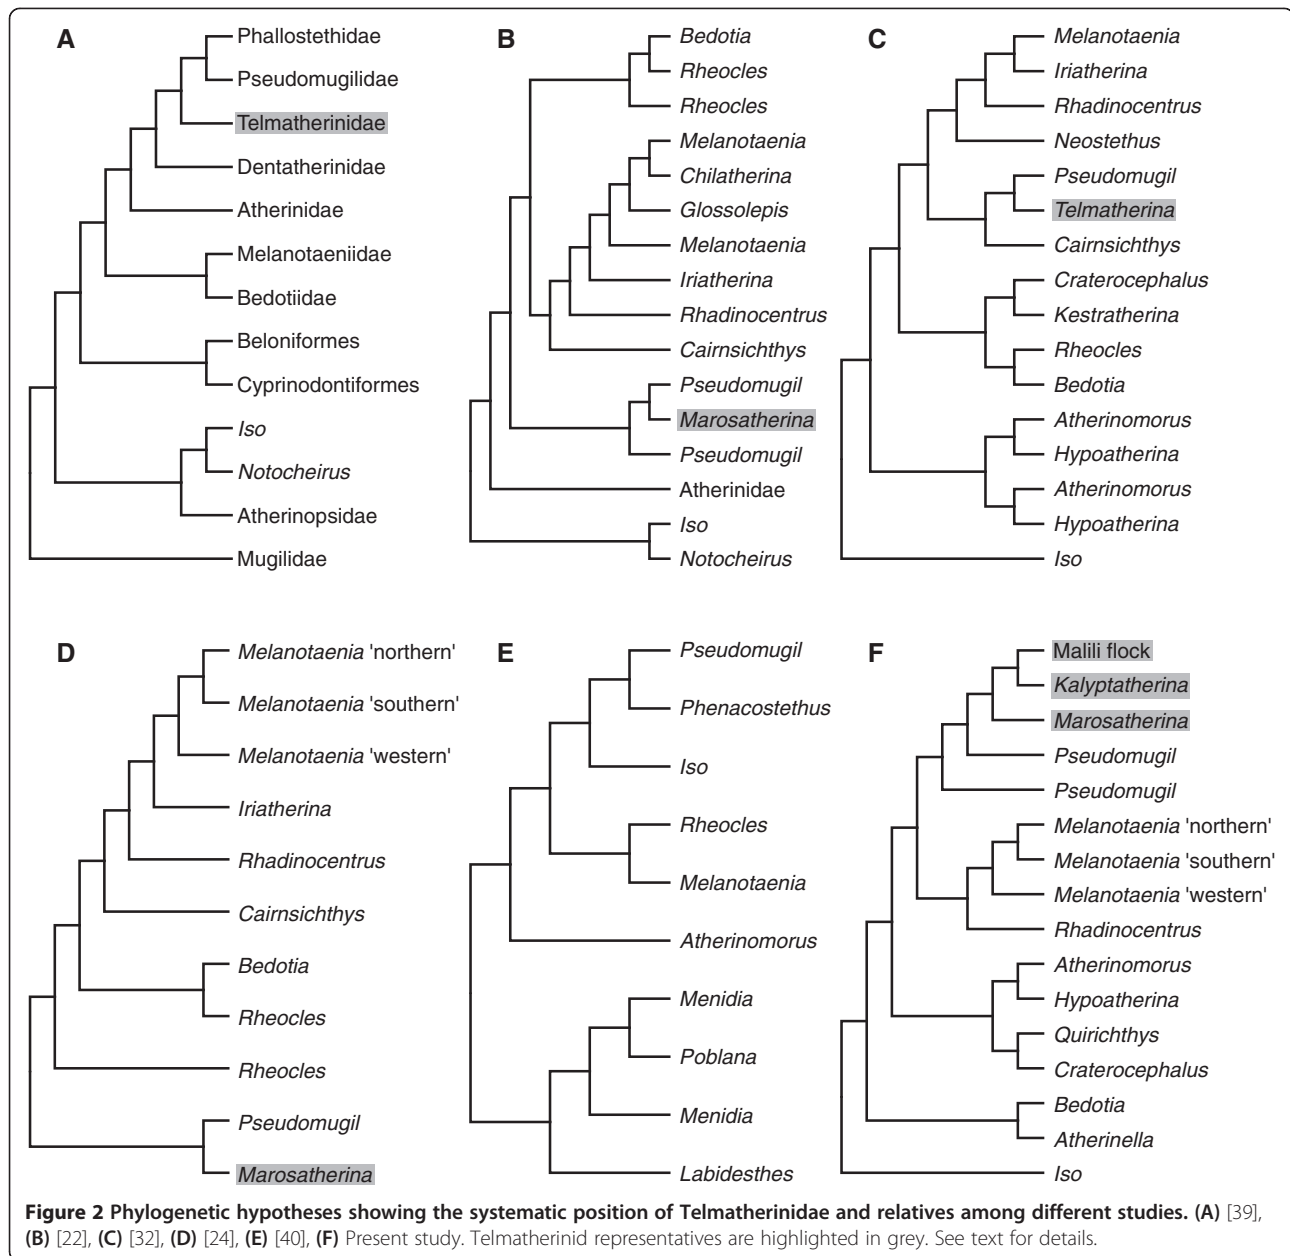 A
Phallostethidae
Pseudomugilidae
Telmatherinidae
Dentatherinidae
Atherinidae
Melanotaeniidae
Bedotiidae
Beloniformes
Cyprinodontiformes
Iso
Notocheirus
Atherinopsidae
Mugilidae
B
Bedotia
Rheocles
Rheocles
Melanotaenia
Chilatherina
Glossolepis
Melanotaenia
Iriatherina
Rhadinocentrus
Cairnsichthys
Pseudomugil
Marosatherina
Pseudomugil
Atherinidae
Iso
Notocheirus
C
Melanotaenia
Iriatherina
Rhadinocentrus
Neostethus
Pseudomugil
Telmatherina
Cairnsichthys
Craterocephalus
Kestratherina
Rheocles
Bedotia
Atherinomorus
Hypoatherina
Atherinomorus
Hypoatherina
Iso
D
Melanotaenia 'northern'
Melanotaenia 'southern'
Melanotaenia 'western'
Iriatherina
Rhadinocentrus
Cairnsichthys
Bedotia
Rheocles
Rheocles
Pseudomugil
Marosatherina
E
Pseudomugil
Phenacostethus
Iso
Rheocles
Melanotaenia
Atherinomorus
Menidia
Poblana
Menidia
Labidesthes
F
Malili flock
Kalyptatherina
Marosatherina
Pseudomugil
Pseudomugil
Melanotaenia 'northern'
Melanotaenia 'southern'
Melanotaenia 'western'
Rhadinocentrus
Atherinomorus
Hypoatherina
Quirichthys
Craterocephalus
Bedotia
Atherinella
Iso
Figure 2 Phylogenetic hypotheses showing the systematic position of Telmatherinidae and relatives among different studies. (A) [39],
(B) [22], (C) [32], (D) [24], (E) [40], (F) Present study. Telmatherinid representatives are highlighted in grey. See text for details.